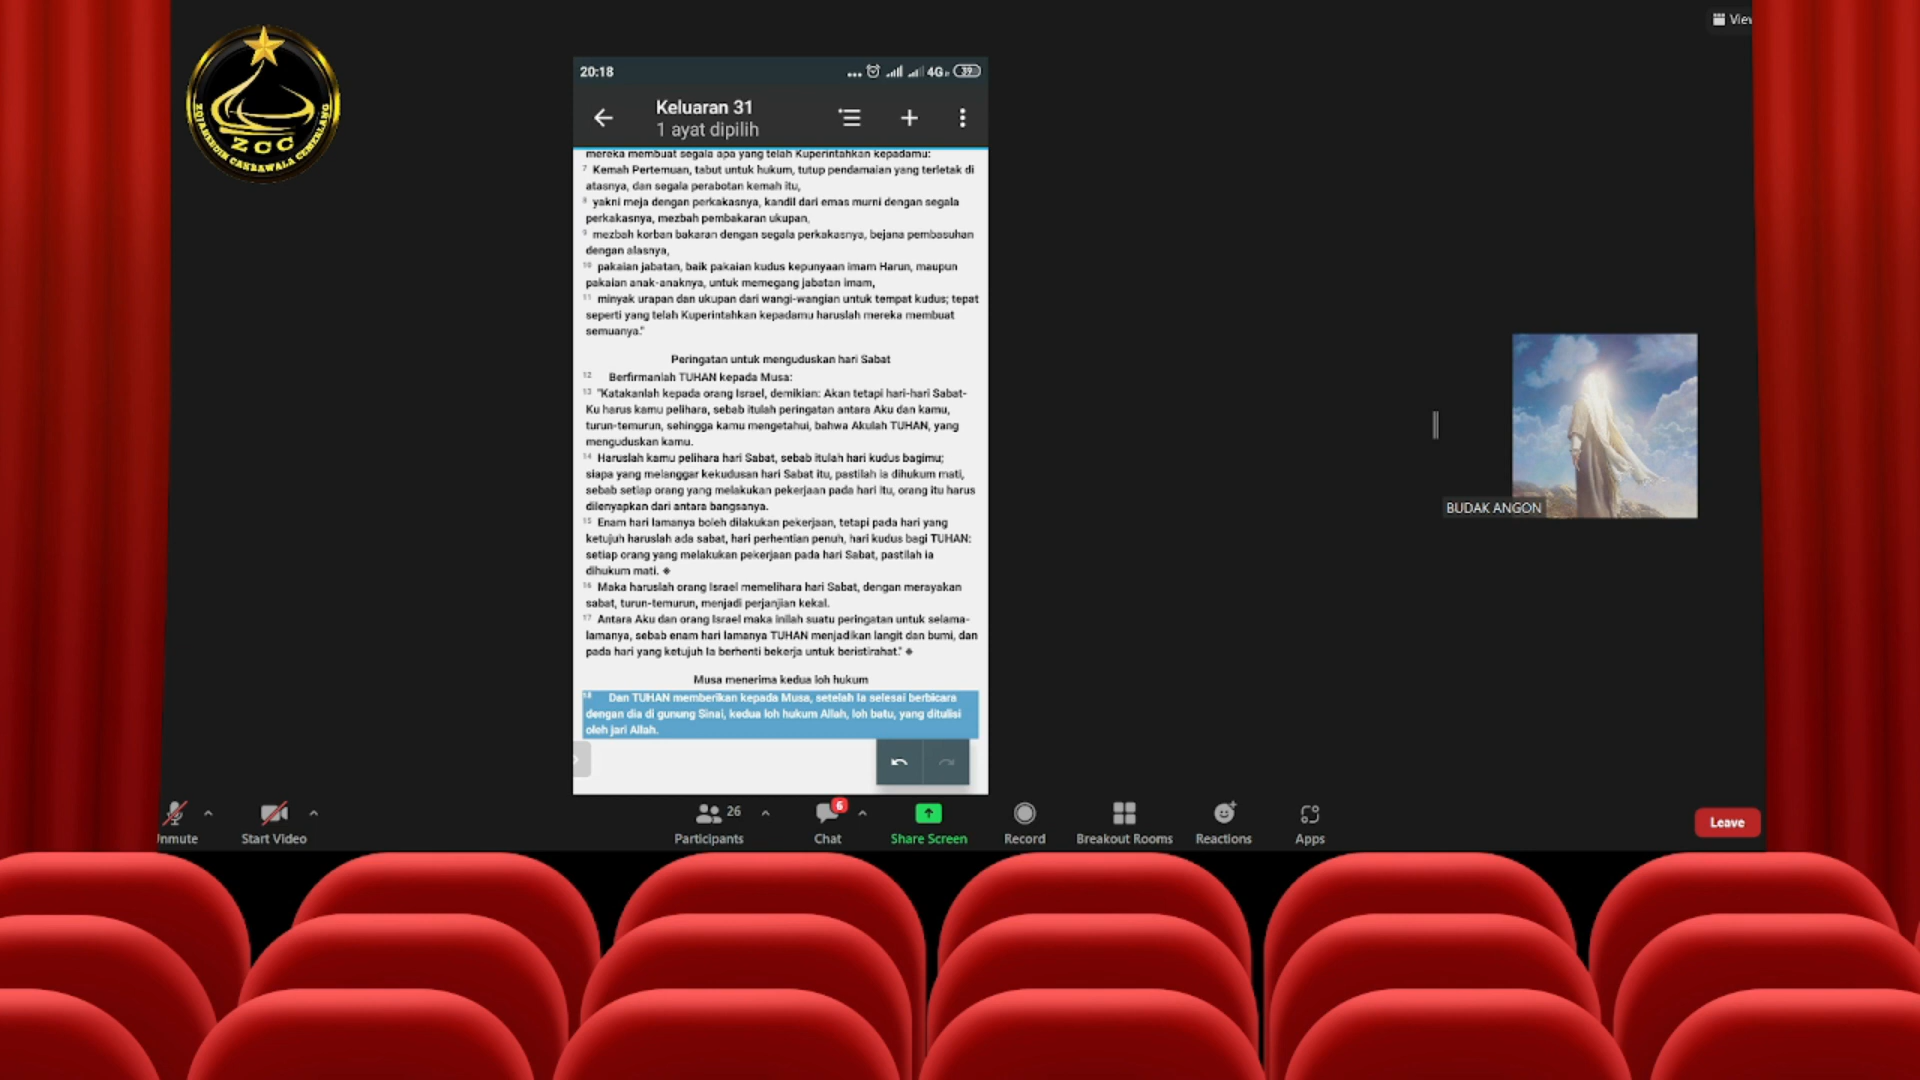 View
ZCC
ZQIANKHOIN CAKRAWALA CEMERLANG
20:18
4G
39
Keluaran 31
1 ayat dipilih
mereka membuat segala apa yang telah Kuperintahkan kepadamu:
7 Kemah Pertemuan, tabut untuk hukum, tutup pendamaian yang terletak di
atasnya, dan segala perabotan kemah itu,
8 yakni meja dengan perkakasnya, kandil dari emas murni dengan segala
perkakasnya, mezbah pembakaran ukupan,
9 mezbah korban bakaran dengan segala perkakasnya, bejana pembasuhan
dengan alasnya,
10 pakaian jabatan, baik pakaian kudus kepunyaan imam Harun, maupun
pakaian anak-anaknya, untuk memegang jabatan imam,
11 minyak urapan dan ukupan dari wangi-wangian untuk tempat kudus; tepat
seperti yang telah Kuperintahkan kepadamu haruslah mereka membuat
semuanya."
Peringatan untuk menguduskan hari Sabat
12 Berfirmanlah TUHAN kepada Musa:
13 "Katakanlah kepada orang Israel, demikian: Akan tetapi hari-hari Sabat-
Ku harus kamu pelihara, sebab itulah peringatan antara Aku dan kamu,
turun-temurun, sehingga kamu mengetahui, bahwa Akulah TUHAN, yang
menguduskan kamu.
14 Haruslah kamu pelihara hari Sabat, sebab itulah hari kudus bagimu;
siapa yang melanggar kekudusan hari Sabat itu, pastilah ia dihukum mati,
sebab setiap orang yang melakukan pekerjaan pada hari itu, orang itu harus
dilenyapkan dari antara bangsanya.
15 Enam hari lamanya boleh dilakukan pekerjaan, tetapi pada hari yang
ketujuh haruslah ada sabat, hari perhentian penuh, hari kudus bagi TUHAN:
setiap orang yang melakukan pekerjaan pada hari Sabat, pastilah ia
dihukum mati.
16 Maka haruslah orang Israel memelihara hari Sabat, dengan merayakan
sabat, turun-temurun, menjadi perjanjian kekal.
17 Antara Aku dan orang Israel maka inilah suatu peringatan untuk selama-
lamanya, sebab enam hari lamanya TUHAN menjadikan langit dan bumi, dan
pada hari yang ketujuh Ia berhenti bekerja untuk beristirahat."
Musa menerima kedua loh hukum
18 Dan TUHAN memberikan kepada Musa, setelah Ia selesai berbicara
dengan dia di gunung Sinai, kedua loh hukum Allah, loh batu, yang ditulisi
oleh jari Allah.
BUDAK ANGON
nmute
Start Video
26
Participants
6
Chat
Share Screen
Record
Breakout Rooms
Reactions
Apps
Leave